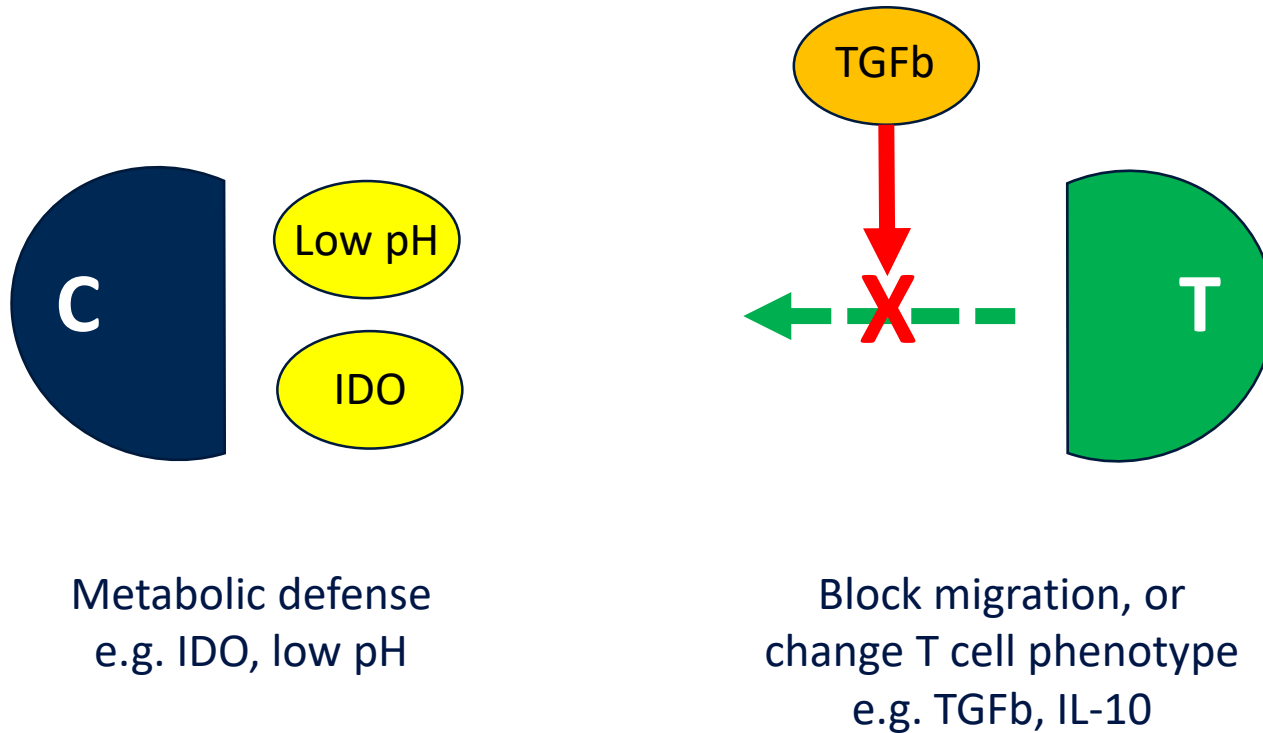 TGFb
Low pH
C
X
T
IDO
Metabolic defense
e.g. IDO, low pH
Block migration, or
change T cell phenotype
e.g. TGFb, IL-10